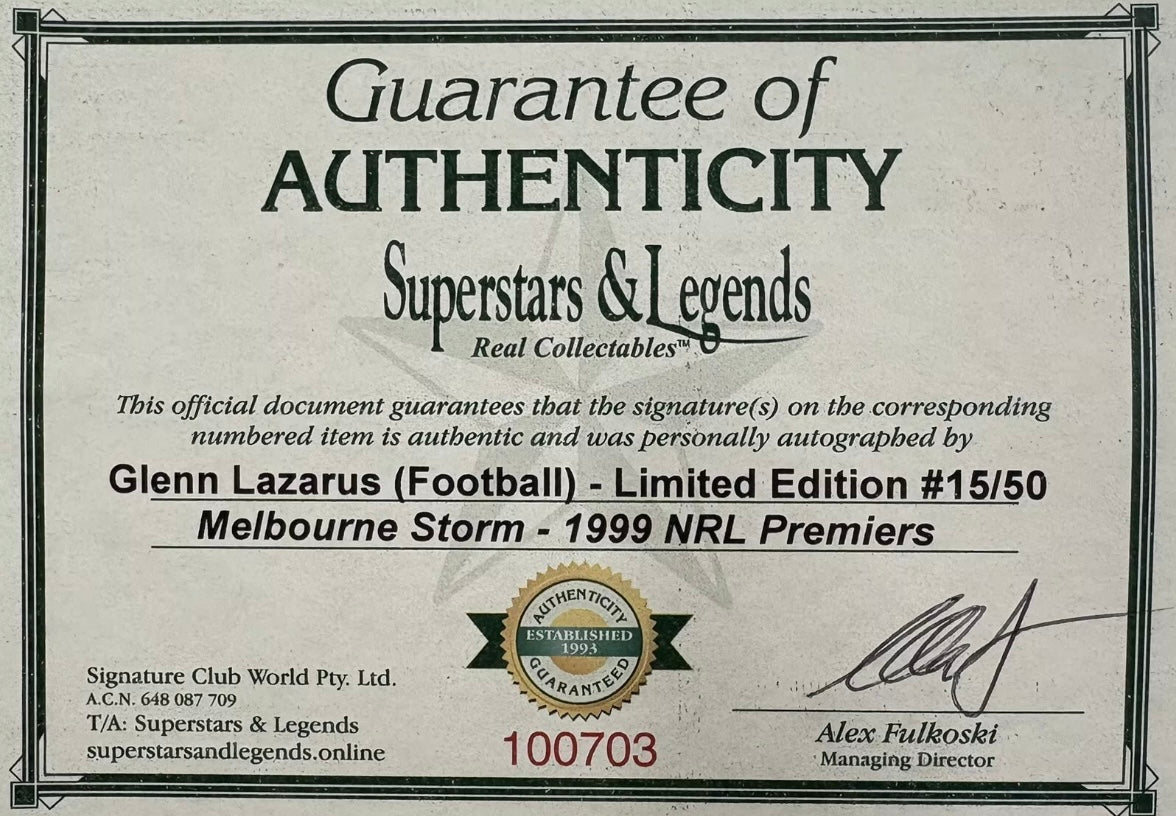 Guarantee of
AUTHENTICITY
Superstars & Legends
Real Collectables™
This official document guarantees that the signature(s) on the corresponding
numbered item is authentic and was personally autographed by
Glenn Lazarus (Football) - Limited Edition #15/50
Melbourne Storm - 1999 NRL Premiers
AUTHENTICITY
ESTABLISHED
1993
GUARANTEED
Signature Club World Pty. Ltd.
A.C.N. 648 087 709
T/A: Superstars & Legends
superstarsandlegends.online
100703
Alex Fulkoski
Managing Director